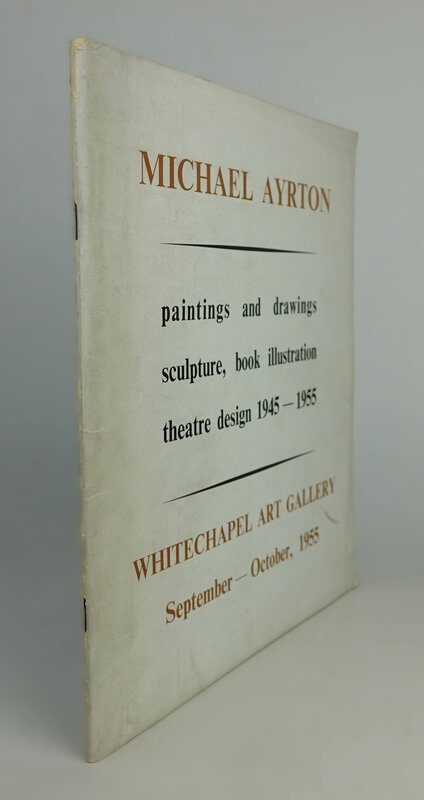 MICHAEL AYRTON
paintings and drawings
sculpture, book illustration
theatre design 1945 — 1955
WHITECHAPEL ART GALLERY
September — October, 1955